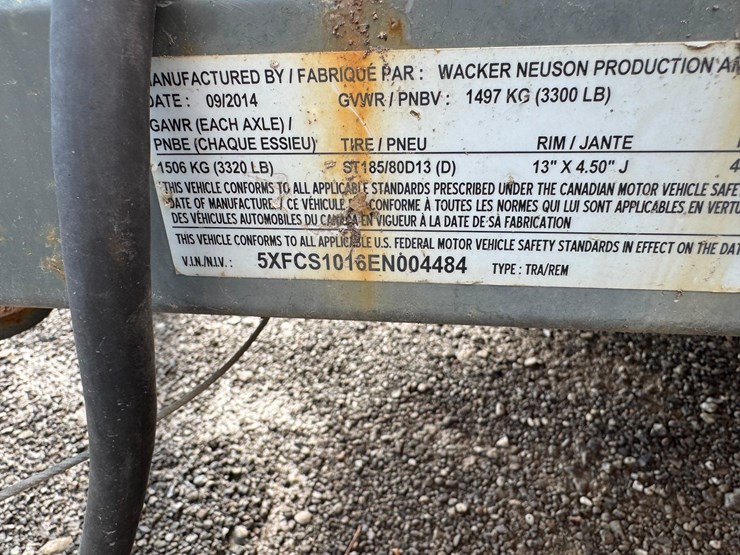 MANUFACTURED BY / FABRIQUÉ PAR : WACKER NEUSON PRODUCTION
DATE : 09/2014 GVWR / PNBV : 1497 KG (3300 LB)
GAWR (EACH AXLE) /
PNBE (CHAQUE ESSIEU) TIRE / PNEU RIM / JANTE
1506 KG (3320 LB) ST185/80D13 (D) 13" X 4.50" J 4
THIS VEHICLE CONFORMS TO ALL APPLICABLE STANDARDS PRESCRIBED UNDER THE CANADIAN MOTOR VEHICLE SAFE
DATE OF MANUFACTURE. / CE VÉHICULE CONFORME À TOUTES LES NORMES QUI LUI SONT APPLICABLES EN VERTU
DES VÉHICULES AUTOMOBILES DU CANADA EN VIGUEUR À LA DATE DE SA FABRICATION
THIS VEHICLE CONFORMS TO ALL APPLICABLE U.S. FEDERAL MOTOR VEHICLE SAFETY STANDARDS IN EFFECT ON THE DAT
V.I.N./N.I.V. : 5XFCS1016EN004484 TYPE : TRA/REM